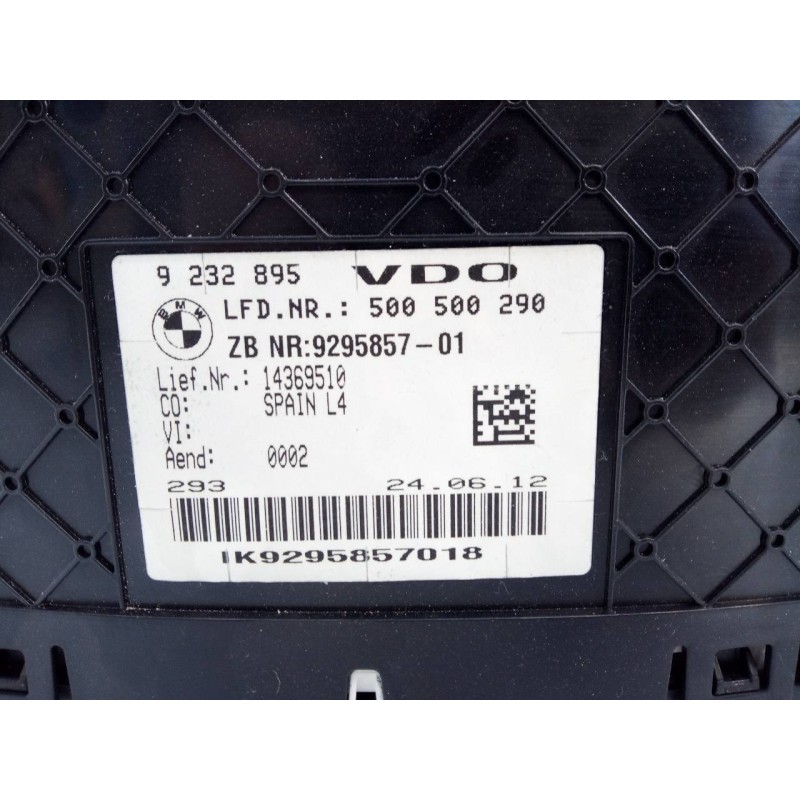 9 232 895 VDO
BMW
LFD.NR.: 500 500 290
ZB NR:9295857-01
Lief.Nr.: 14369510
CO: SPAIN L4
VI:
Aend: 0002
293 24.06.12
IK9295857018